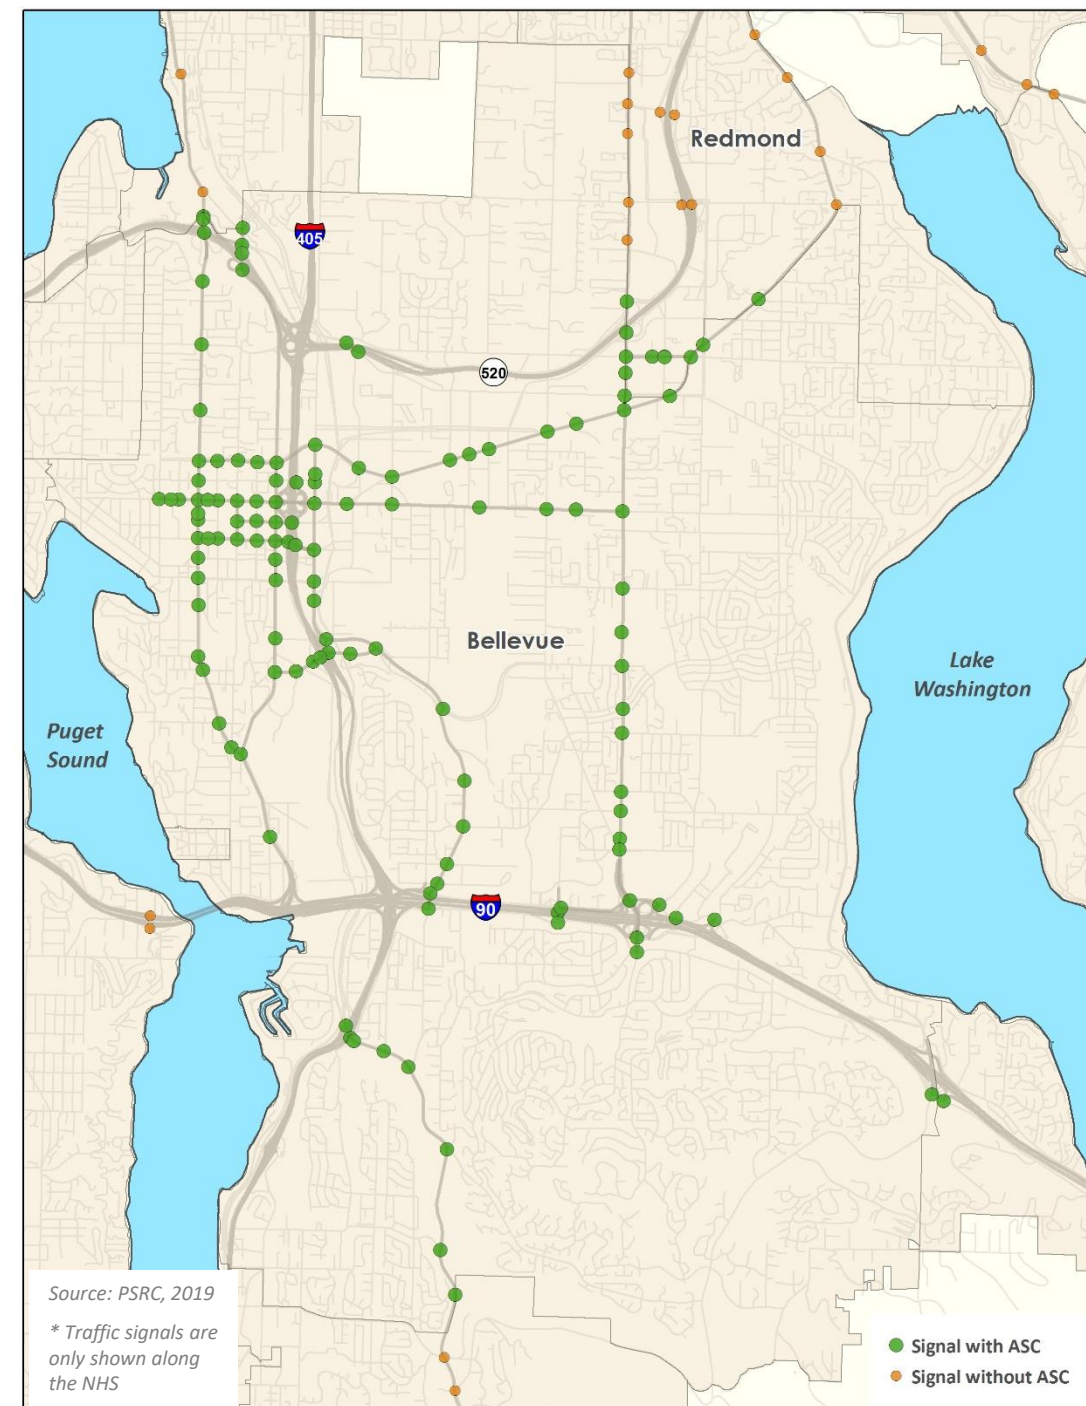 Redmond
405
520
Bellevue
Lake
Washington
Puget
Sound
90
Source: PSRC, 2019
* Traffic signals are
only shown along
the NHS
Signal with ASC
Signal without ASC